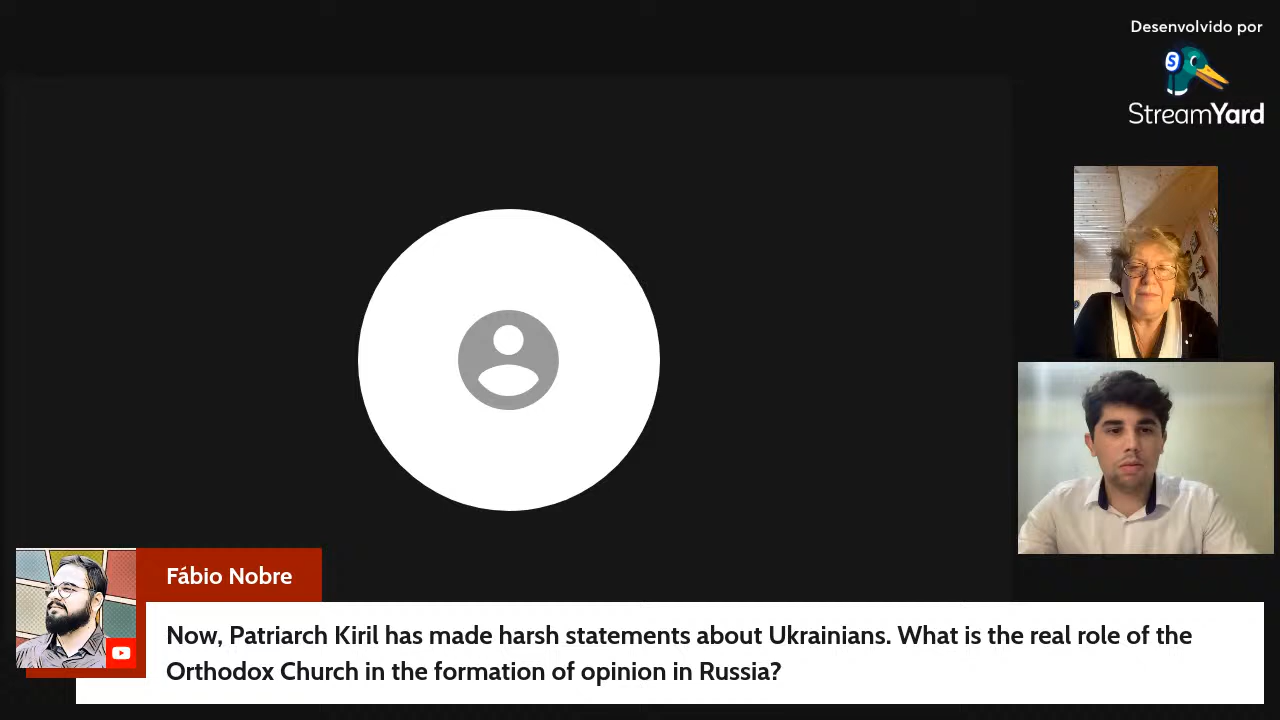 Desenvolvido por
StreamYard
Fábio Nobre
Now, Patriarch Kiril has made harsh statements about Ukrainians. What is the real role of the
Orthodox Church in the formation of opinion in Russia?